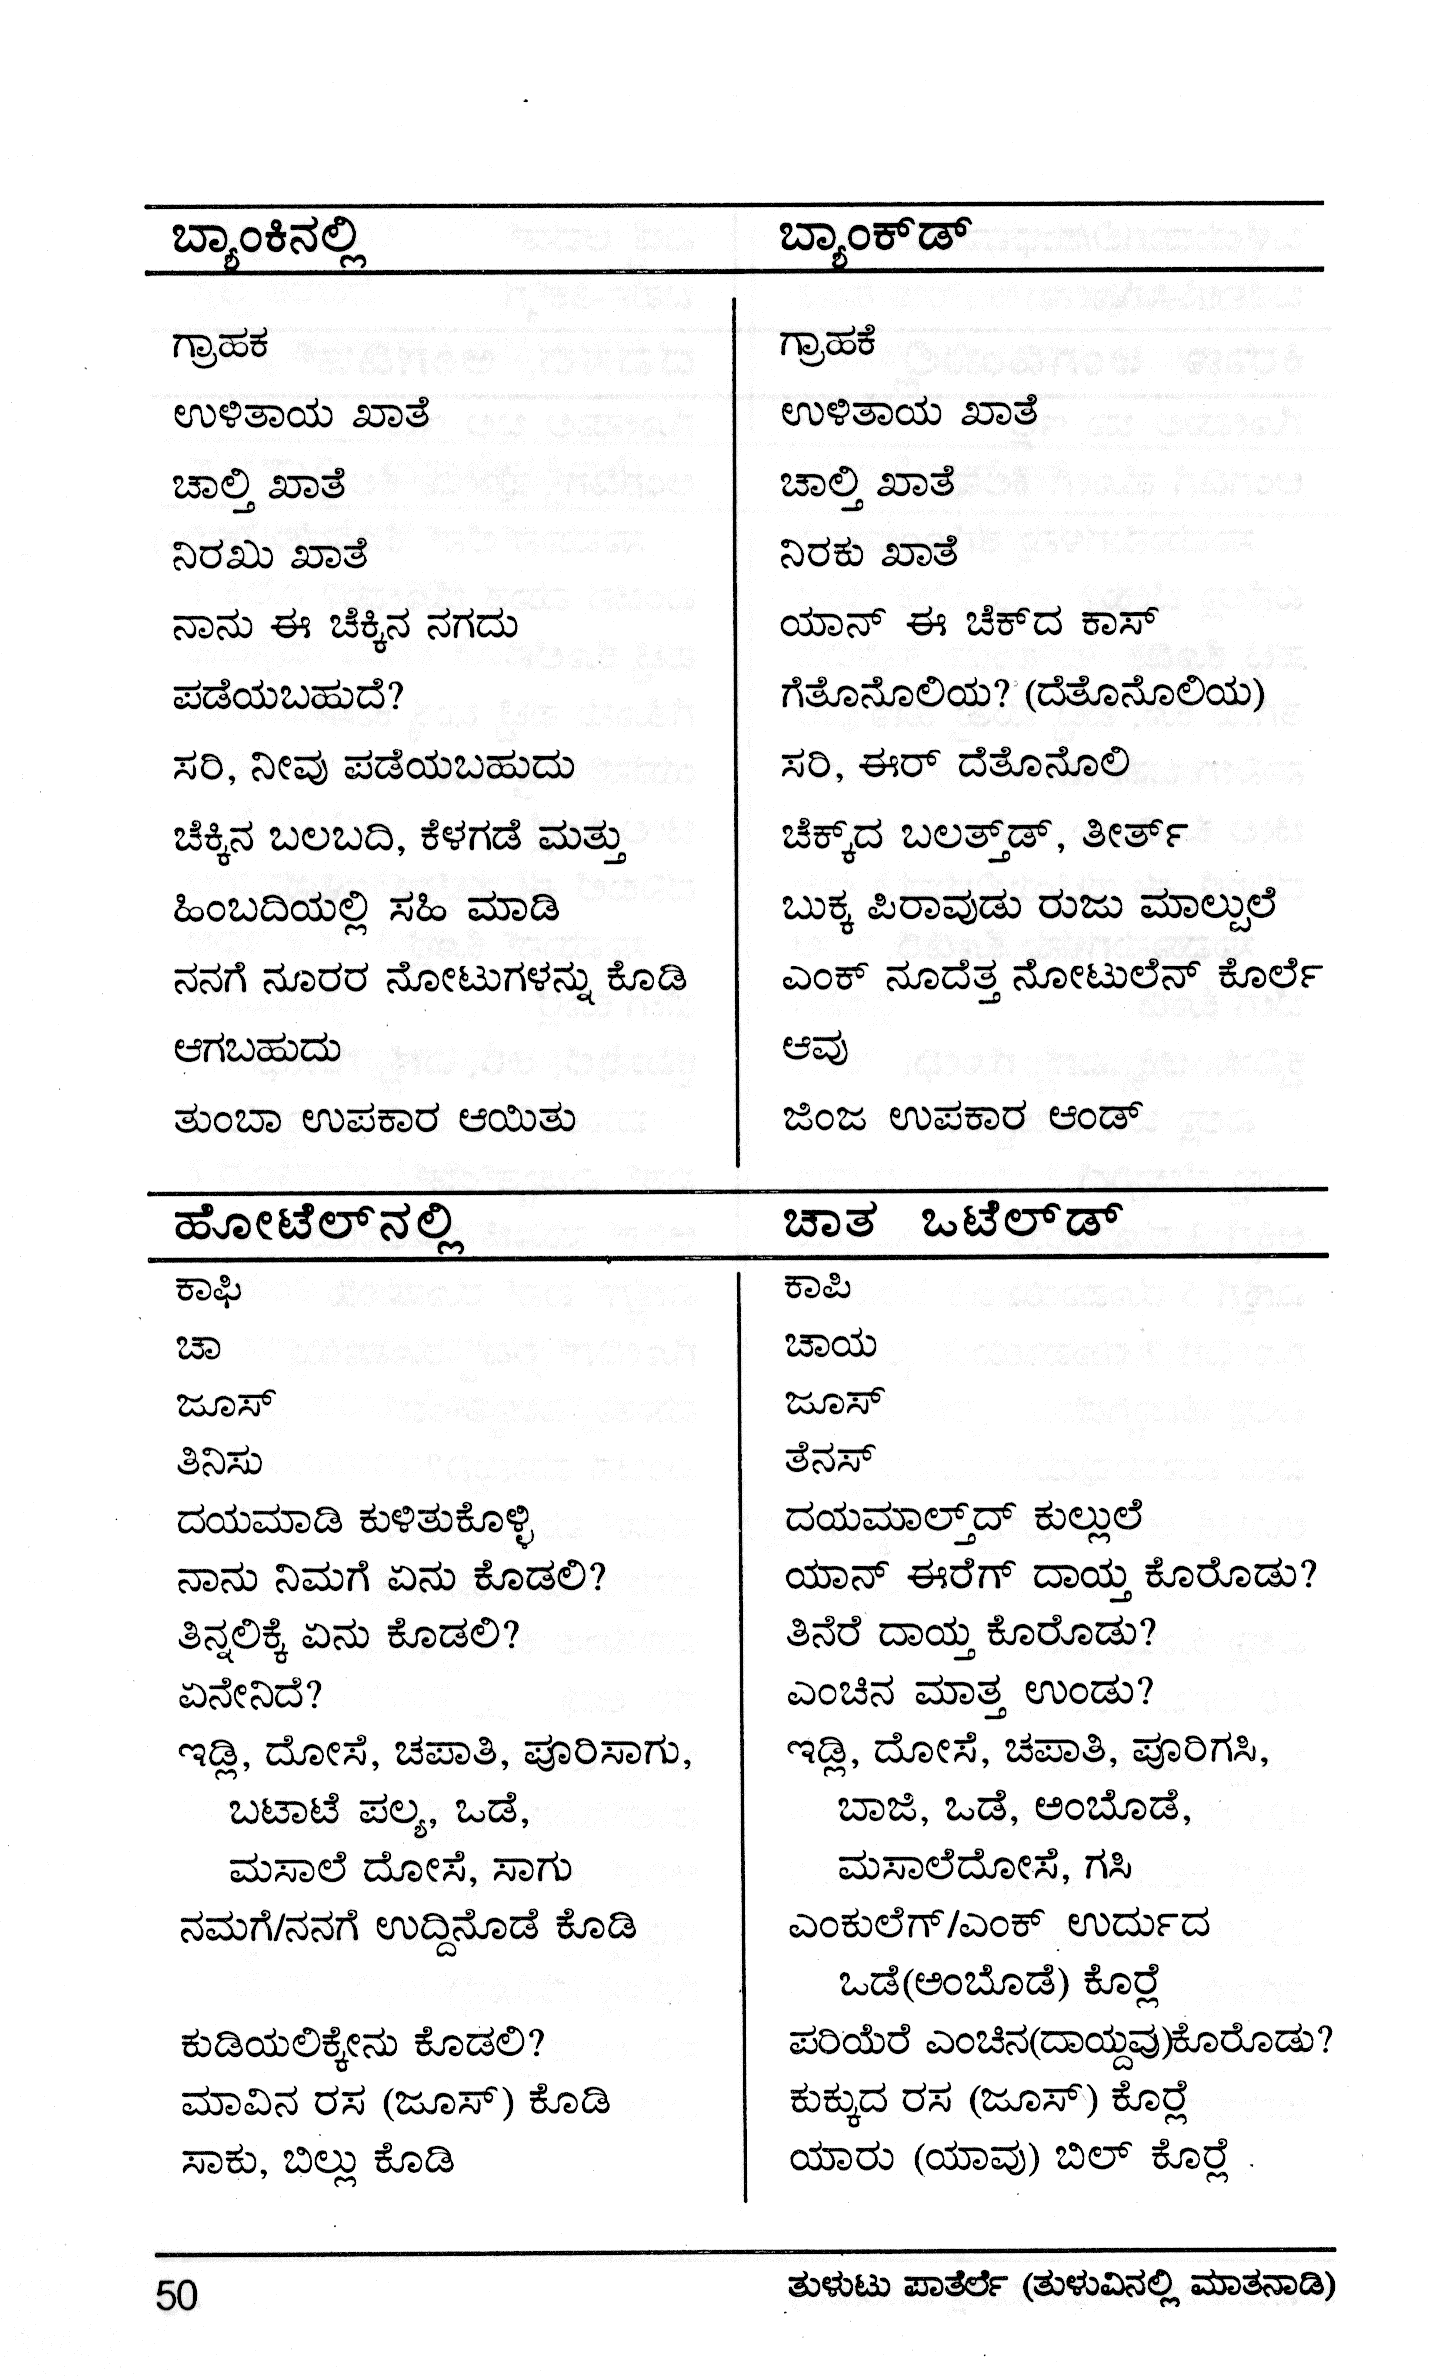 ಬ್ಯಾಂಕಿನಲ್ಲಿ ಬ್ಯಾಂಕ್‌ಡ್
ಗ್ರಾಹಕ ಗ್ರಾಹಕೆ
ಉಳಿತಾಯ ಖಾತೆ ಉಳಿತಾಯ ಖಾತೆ
ಚಾಲ್ತಿ ಖಾತೆ ಚಾಲ್ತಿ ಖಾತೆ
ನಿರಖು ಖಾತೆ ನಿರಕು ಖಾತೆ
ನಾನು ಈ ಚೆಕ್ಕಿನ ನಗದು ಯಾನ್ ಈ ಚೆಕ್‌ದ ಕಾಸ್
ಪಡೆಯಬಹುದೆ? ಗೆತೊನೊಲಿಯ? (ದೆತೊನೊಲಿಯ)
ಸರಿ, ನೀವು ಪಡೆಯಬಹುದು ಸರಿ, ಈರ್ ದೆತೊನೊಲಿ
ಚೆಕ್ಕಿನ ಬಲಬದಿ, ಕೆಳಗಡೆ ಮತ್ತು ಚೆಕ್ಕ್‌ದ ಬಲತ್ತ್‌ಡ್, ತೀರ್ತ್
ಹಿಂಬದಿಯಲ್ಲಿ ಸಹಿ ಮಾಡಿ ಬುಕ್ಕ ಪಿರಾವುಡು ರುಜು ಮಾಲ್ಪುಲೆ
ನನಗೆ ನೂರರ ನೋಟುಗಳನ್ನು ಕೊಡಿ ಎಂಕ್ ನೂದೆತ್ತ ನೋಟುಲೆನ್ ಕೊರ್ಲೆ
ಆಗಬಹುದು ಆವು
ತುಂಬಾ ಉಪಕಾರ ಆಯಿತು ಜಿಂಜ ಉಪಕಾರ ಆಂಡ್
ಹೋಟೆಲ್‌ನಲ್ಲಿ ಚಾತ ಒಟೆಲ್‌ಡ್
ಕಾಫಿ ಕಾಪಿ
ಚಾ ಚಾಯ
ಜೂಸ್ ಜೂಸ್
ತಿನಿಸು ತೆನಸ್
ದಯಮಾಡಿ ಕುಳಿತುಕೊಳ್ಳಿ ದಯಮಾಲ್ತ್‌ದ್ ಕುಲ್ಲುಲೆ
ನಾನು ನಿಮಗೆ ಏನು ಕೊಡಲಿ? ಯಾನ್ ಈರೆಗ್ ದಾಯ್ತ ಕೊರೊಡು?
ತಿನ್ನಲಿಕ್ಕೆ ಏನು ಕೊಡಲಿ? ತಿನೆರೆ ದಾಯ್ತ ಕೊರೊಡು?
ಏನೇನಿದೆ? ಎಂಚಿನ ಮಾತ್ತ ಉಂಡು?
ಇಡ್ಲಿ, ದೋಸೆ, ಚಪಾತಿ, ಪೂರಿಸಾಗು, ಇಡ್ಲಿ, ದೋಸೆ, ಚಪಾತಿ, ಪೂರಿಗಸಿ,
ಬಟಾಟೆ ಪಲ್ಯ, ಒಡೆ, ಬಾಜಿ, ಒಡೆ, ಅಂಬೊಡೆ,
ಮಸಾಲೆ ದೋಸೆ, ಸಾಗು ಮಸಾಲೆದೋಸೆ, ಗಸಿ
ನಮಗೆ/ನನಗೆ ಉದ್ದಿನೊಡೆ ಕೊಡಿ ಎಂಕುಲೆಗ್/ಎಂಕ್ ಉರ್ದುದ
ಒಡೆ(ಅಂಬೊಡೆ) ಕೊರ‍್ಲೆ
ಕುಡಿಯಲಿಕ್ಕೇನು ಕೊಡಲಿ? ಪರಿಯೆರೆ ಎಂಚಿನ(ದಾಯ್ದವು)ಕೊರೊಡು?
ಮಾವಿನ ರಸ (ಜೂಸ್) ಕೊಡಿ ಕುಕ್ಕುದ ರಸ (ಜೂಸ್) ಕೊರ‍್ಲೆ
ಸಾಕು, ಬಿಲ್ಲು ಕೊಡಿ ಯಾರು (ಯಾವು) ಬಿಲ್ ಕೊರ‍್ಲೆ .
50 ತುಳುಟು ಪಾತೆರ್ಲೆ (ತುಳುವಿನಲ್ಲಿ ಮಾತನಾಡಿ)